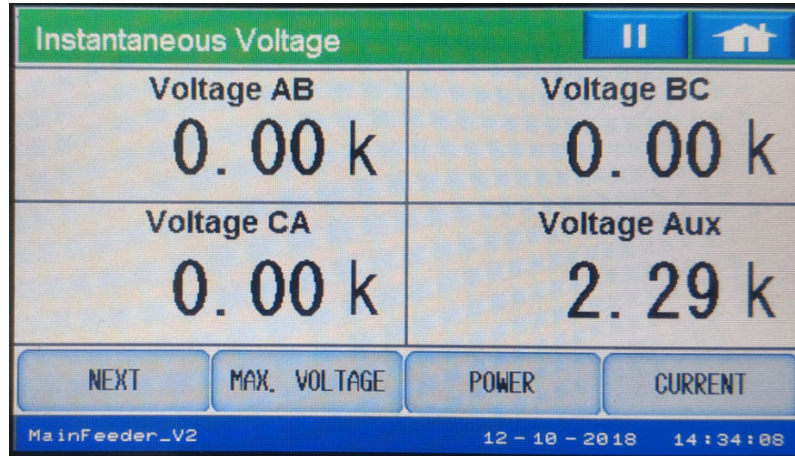 Instantaneous Voltage
Voltage AB
Voltage BC
0.00 k
0.00 k
Voltage CA
Voltage Aux
0.00 k
2.29 k
NEXT
MAX. VOLTAGE
POWER
CURRENT
MainFeeder_V2
12-10-2018 14:34:08